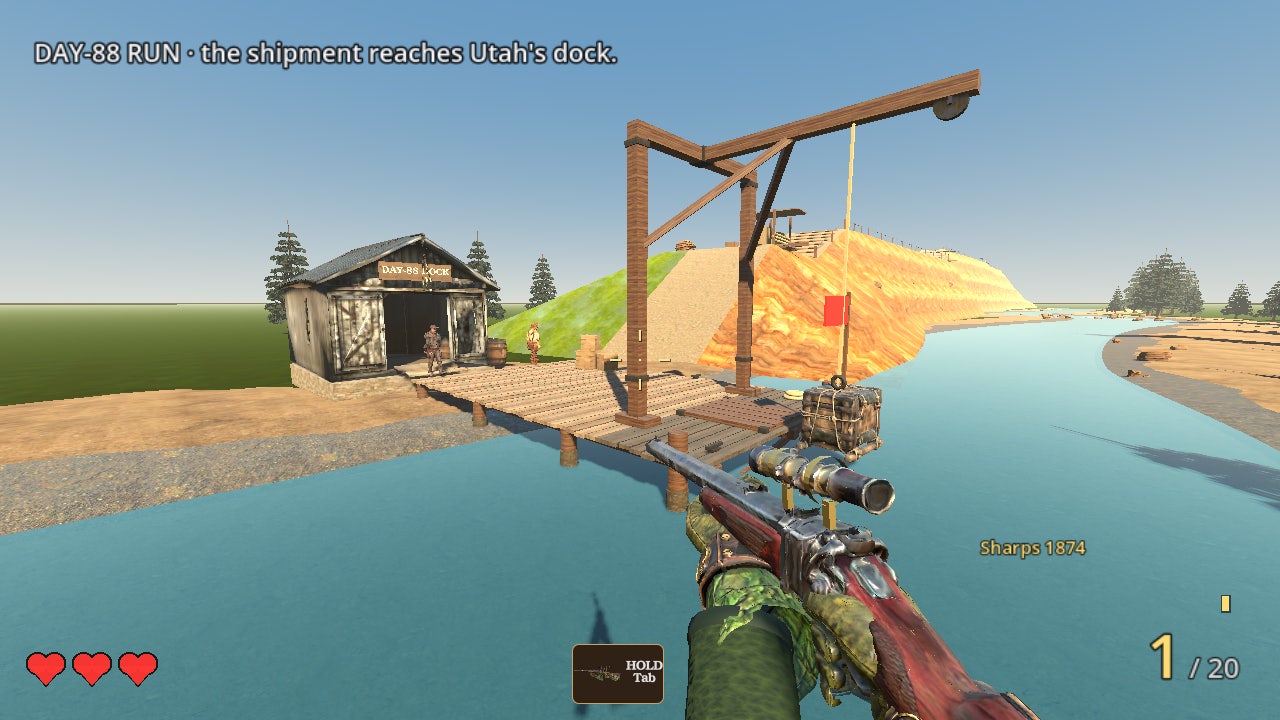 DAY-88 RUN · the shipment reaches Utah's dock.
DAY-88 DOCK
Sharps 1874
HOLD
Tab
1 / 20